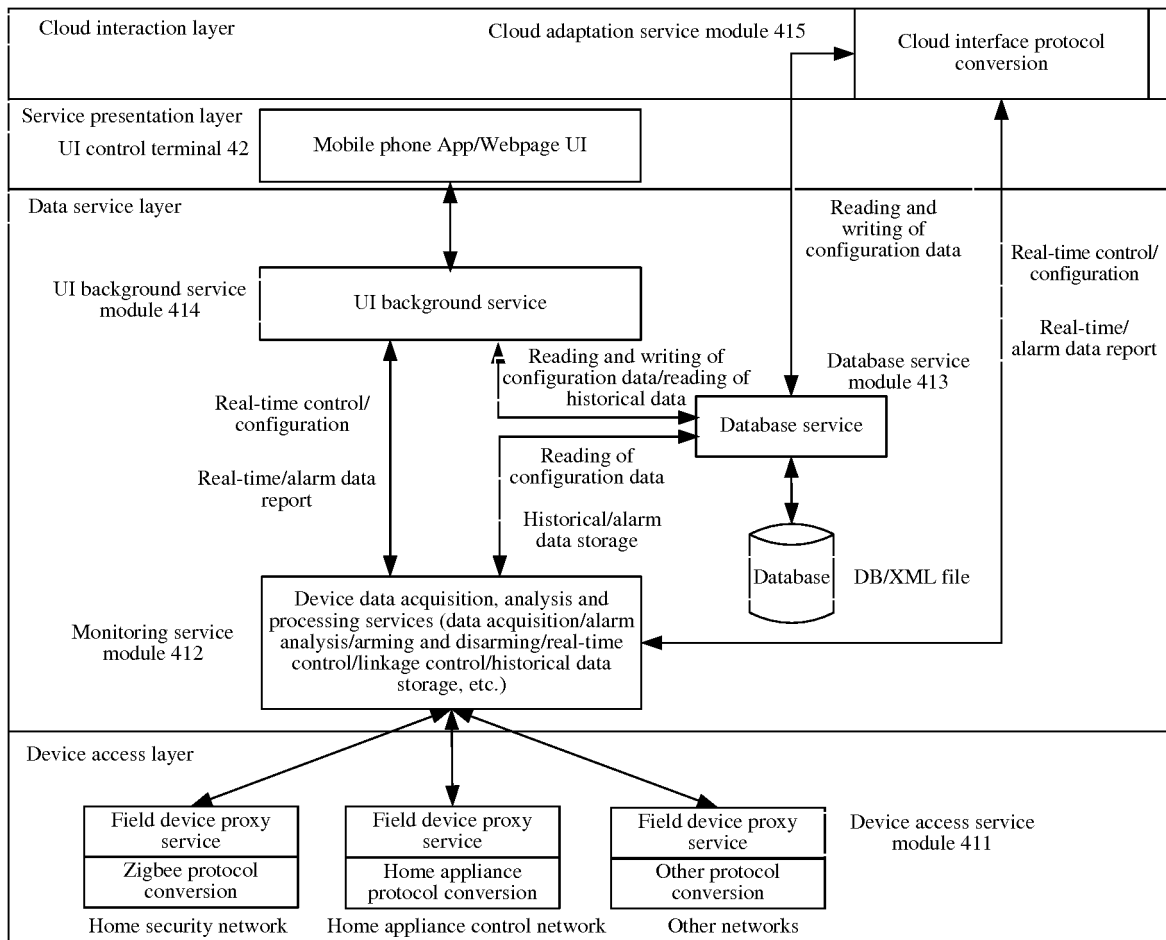 Cloud interaction layer
Cloud adaptation service module 415
Cloud interface protocol
conversion
Service presentation layer
UI control terminal 42
Mobile phone App/Webpage UI
Data service layer
Reading and
writing of
configuration data
Real-time control/
configuration
Real-time/
alarm data report
UI background service
module 414
UI background service
Reading and writing of
configuration data/reading of
historical data
Database service
module 413
Real-time control/
configuration
Database service
Reading of
configuration data
Real-time/alarm data
report
Historical/alarm
data storage
Database
DB/XML file
Monitoring service
module 412
Device data acquisition, analysis and
processing services (data acquisition/alarm
analysis/arming and disarming/real-time
control/linkage control/historical data
storage, etc.)
Device access layer
Field device proxy
service
Zigbee protocol
conversion
Home security network
Field device proxy
service
Home appliance
protocol conversion
Home appliance control network
Field device proxy
service
Other protocol
conversion
Other networks
Device access service
module 411